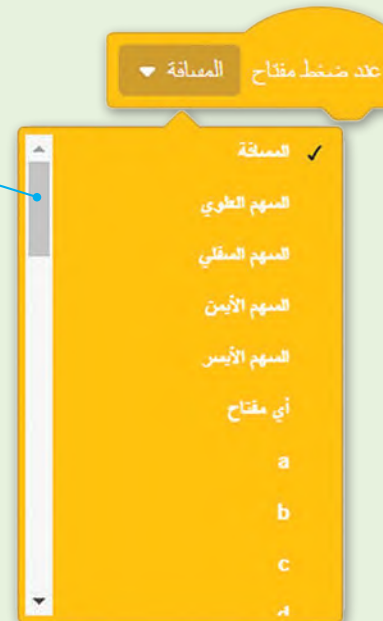 عند ضغط مفتاح المسافة
المسافة
السهم العلوي
السهم السفلي
السهم الأيمن
السهم الأيسر
أي مفتاح
a
b
c
d